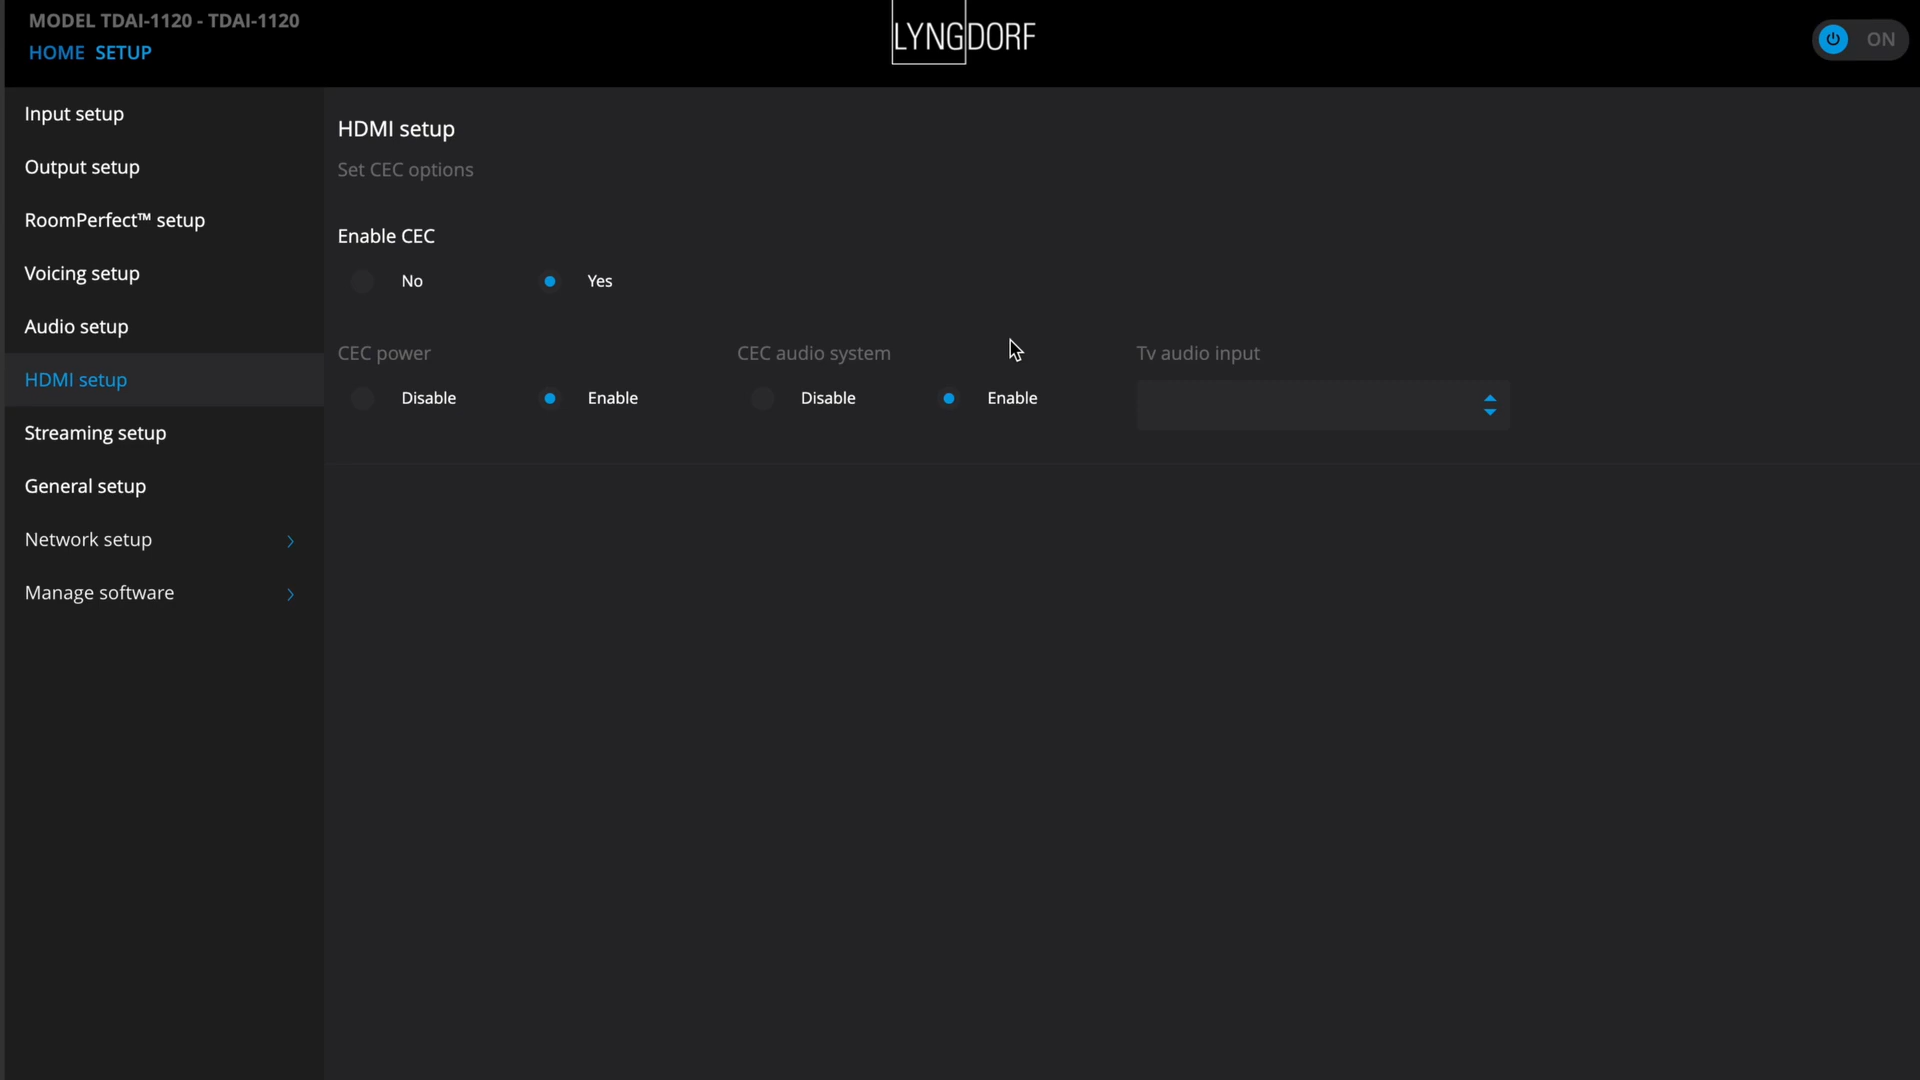 MODEL TDAI-1120 - TDAI-1120
HOME SETUP
LYNGDORF
ON
Input setup
Output setup
RoomPerfect™ setup
Voicing setup
Audio setup
HDMI setup
Streaming setup
General setup
Network setup
Manage software
HDMI setup
Set CEC options
Enable CEC
No Yes
CEC power CEC audio system Tv audio input
Disable Enable Disable Enable